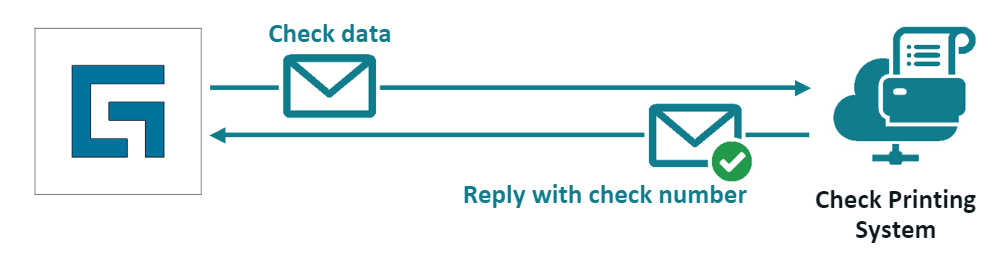 Check data
Reply with check number
Check Printing
System